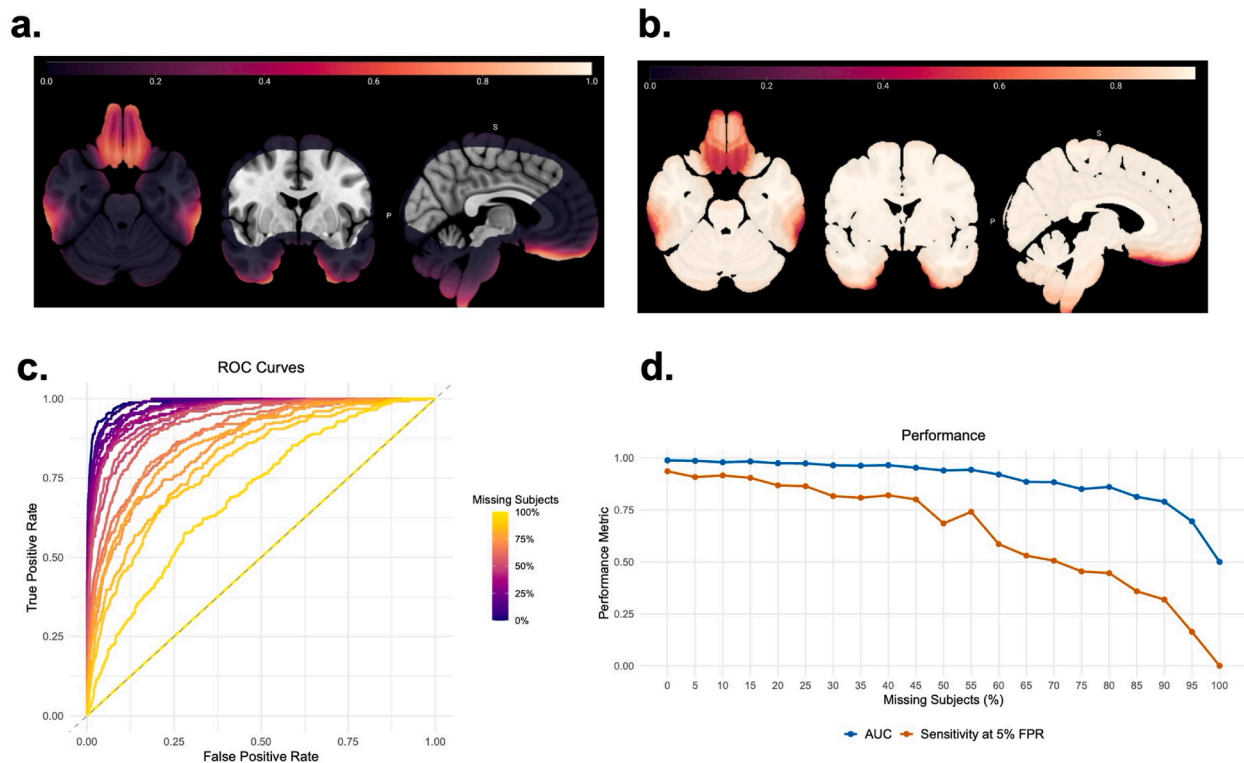 a.
0.0 0.2 0.4 0.6 0.8 1.0
S
P
b.
0.0 0.2 0.4 0.6 0.8
S
P
c.
ROC Curves
1.00
0.75
0.50
0.25
0.00
True Positive Rate
0.00 0.25 0.50 0.75 1.00
False Positive Rate
Missing Subjects
100%
75%
50%
25%
0%
d.
Performance
1.00
0.75
0.50
0.25
0.00
Performance Metric
0 5 10 15 20 25 30 35 40 45 50 55 60 65 70 75 80 85 90 95 100
Missing Subjects (%)
AUC Sensitivity at 5% FPR